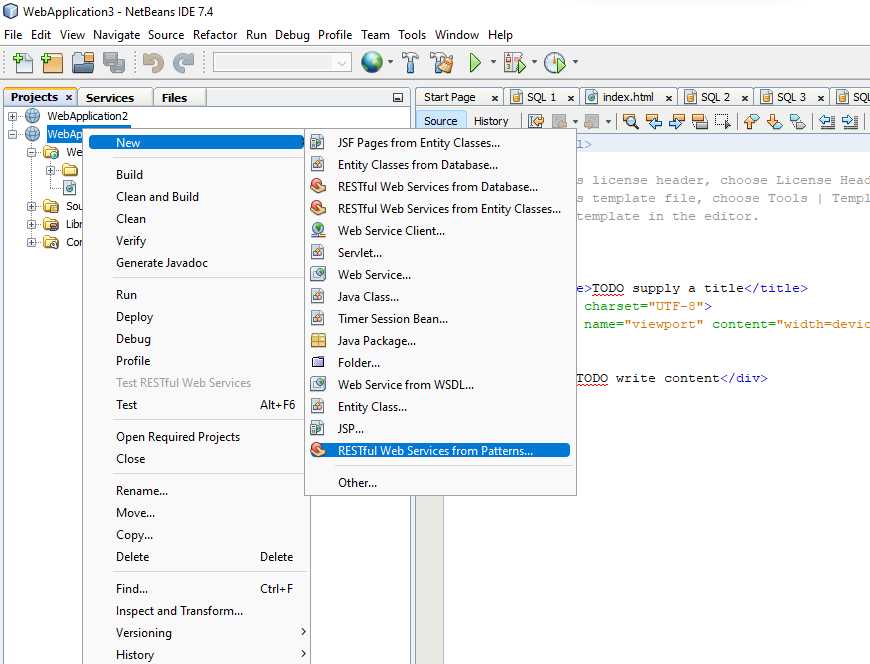 WebApplication3 - NetBeans IDE 7.4
File Edit View Navigate Source Refactor Run Debug Profile Team Tools Window Help
Projects × Services Files
Start Page × SQL 1 × index.html × SQL 2 × SQL 3 × SQL
Source History
WebApplication2
WebAp
We
Sou
Libr
Con
New
Build
Clean and Build
Clean
Verify
Generate Javadoc
Run
Deploy
Debug
Profile
Test RESTful Web Services
Test Alt+F6
Open Required Projects
Close
Rename...
Move...
Copy...
Delete Delete
Find... Ctrl+F
Inspect and Transform...
Versioning
History
JSF Pages from Entity Classes...
Entity Classes from Database...
RESTful Web Services from Database...
RESTful Web Services from Entity Classes...
Web Service Client...
Servlet...
Web Service...
Java Class...
Timer Session Bean...
Java Package...
Folder...
Web Service from WSDL...
Entity Class...
JSP...
RESTful Web Services from Patterns...
Other...
l>
s license header, choose License Head
s template file, choose Tools | Templ
template in the editor.
e>TODO supply a title</title>
charset="UTF-8">
name="viewport" content="width=devic
TODO write content</div>